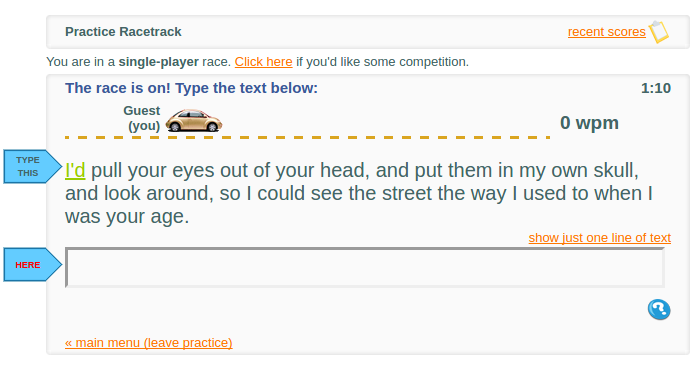 Practice Racetrack
recent scores
You are in a single-player race. Click here if you'd like some competition.
The race is on! Type the text below:
1:10
Guest
(you)
0 wpm
TYPE
THIS
I'd pull your eyes out of your head, and put them in my own skull,
and look around, so I could see the street the way I used to when I
was your age.
show just one line of text
HERE
« main menu (leave practice)